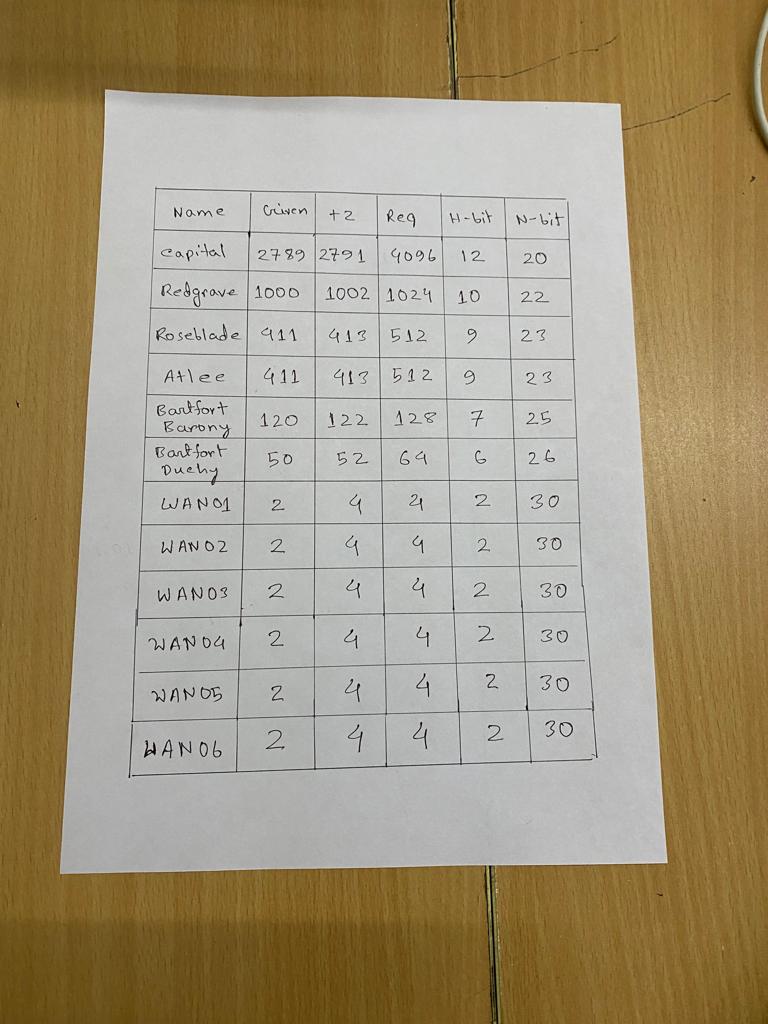 Name Given +2 Req H-bit N-bit
Capital 2789 2791 4096 12 20
Redgrave 1000 1002 1024 10 22
Roseblade 411 413 512 9 23
Atlee 411 413 512 9 23
Bartfort
Barony 120 122 128 7 25
Bartfort
Duchy 50 52 64 6 26
WAN01 2 4 4 2 30
WAN02 2 4 4 2 30
WAN03 2 4 4 2 30
WAN04 2 4 4 2 30
WAN05 2 4 4 2 30
WAN06 2 4 4 2 30